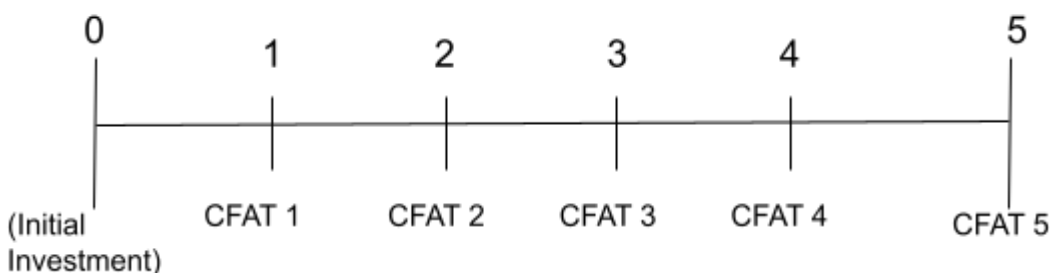 0 1 2 3 4 5
(Initial
Investment) CFAT 1 CFAT 2 CFAT 3 CFAT 4 CFAT 5